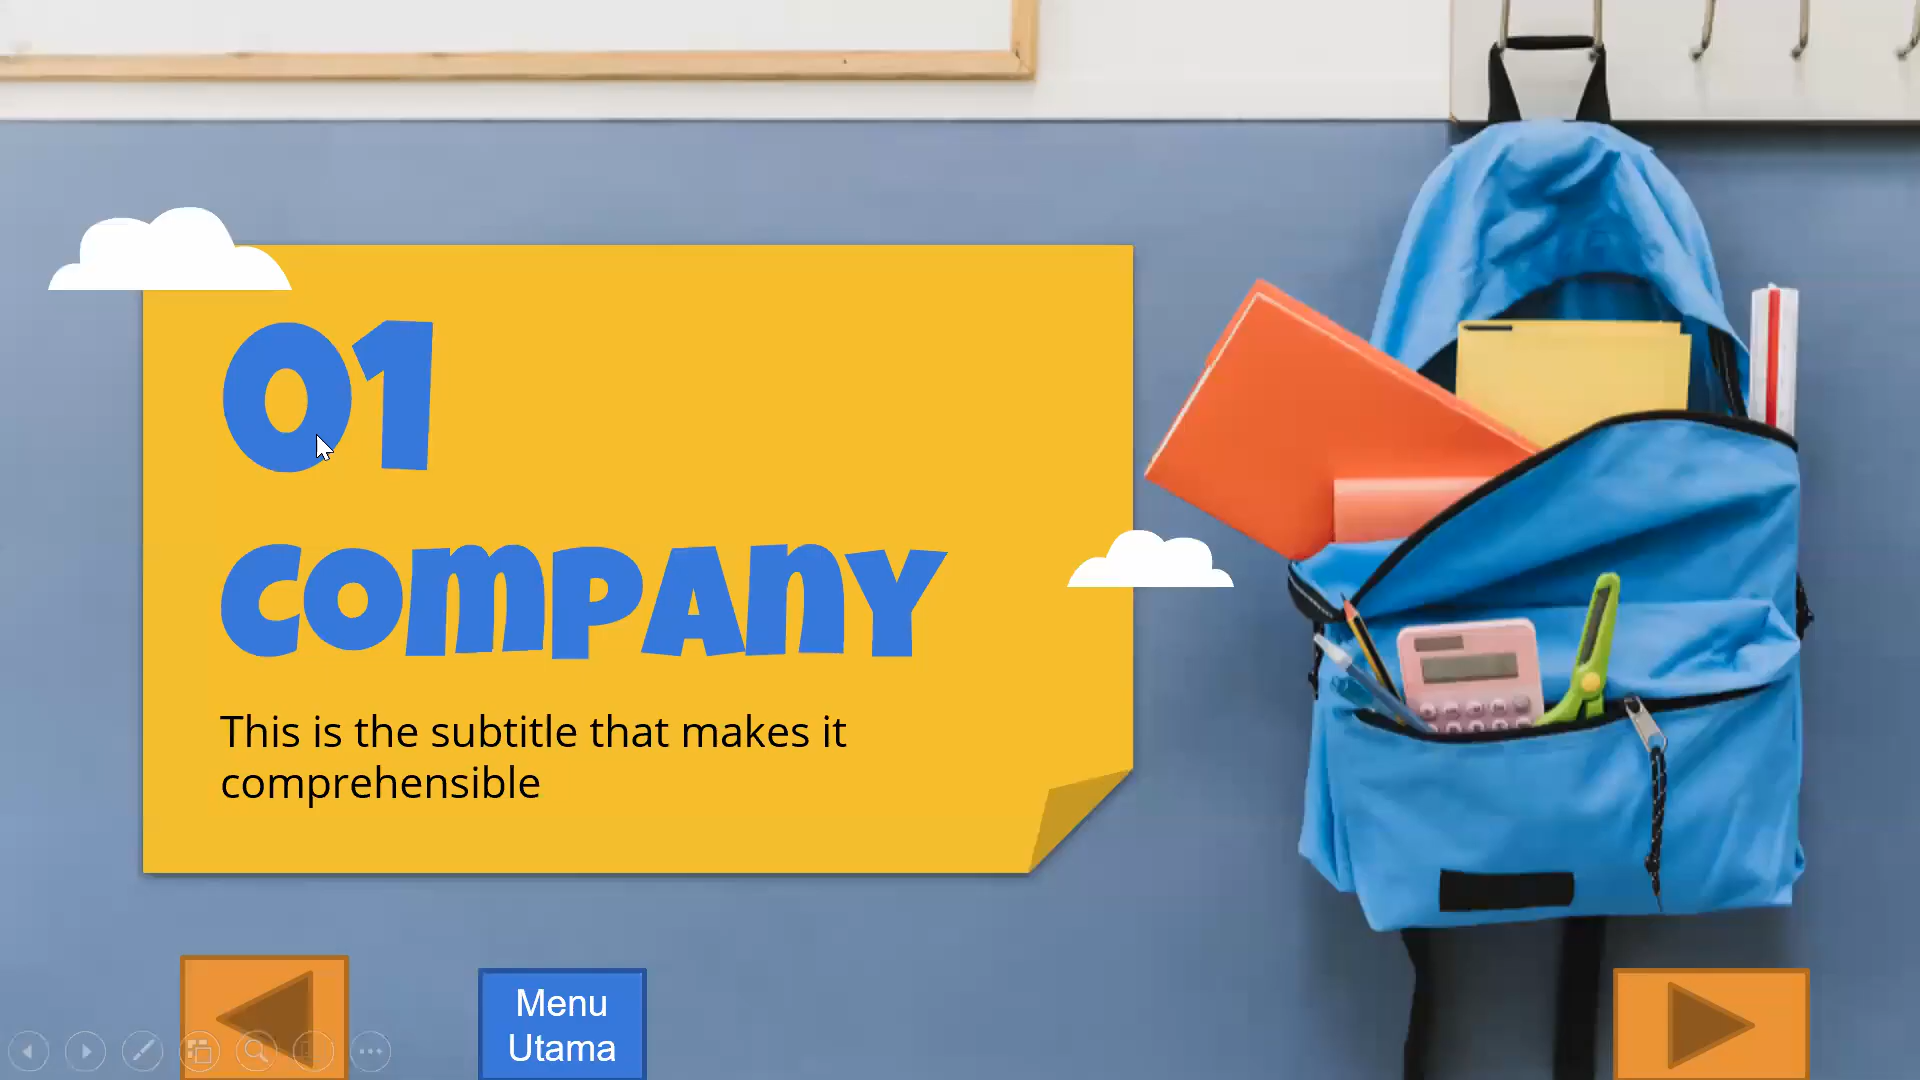 01
COMPANY
This is the subtitle that makes it
comprehensible
Menu
Utama